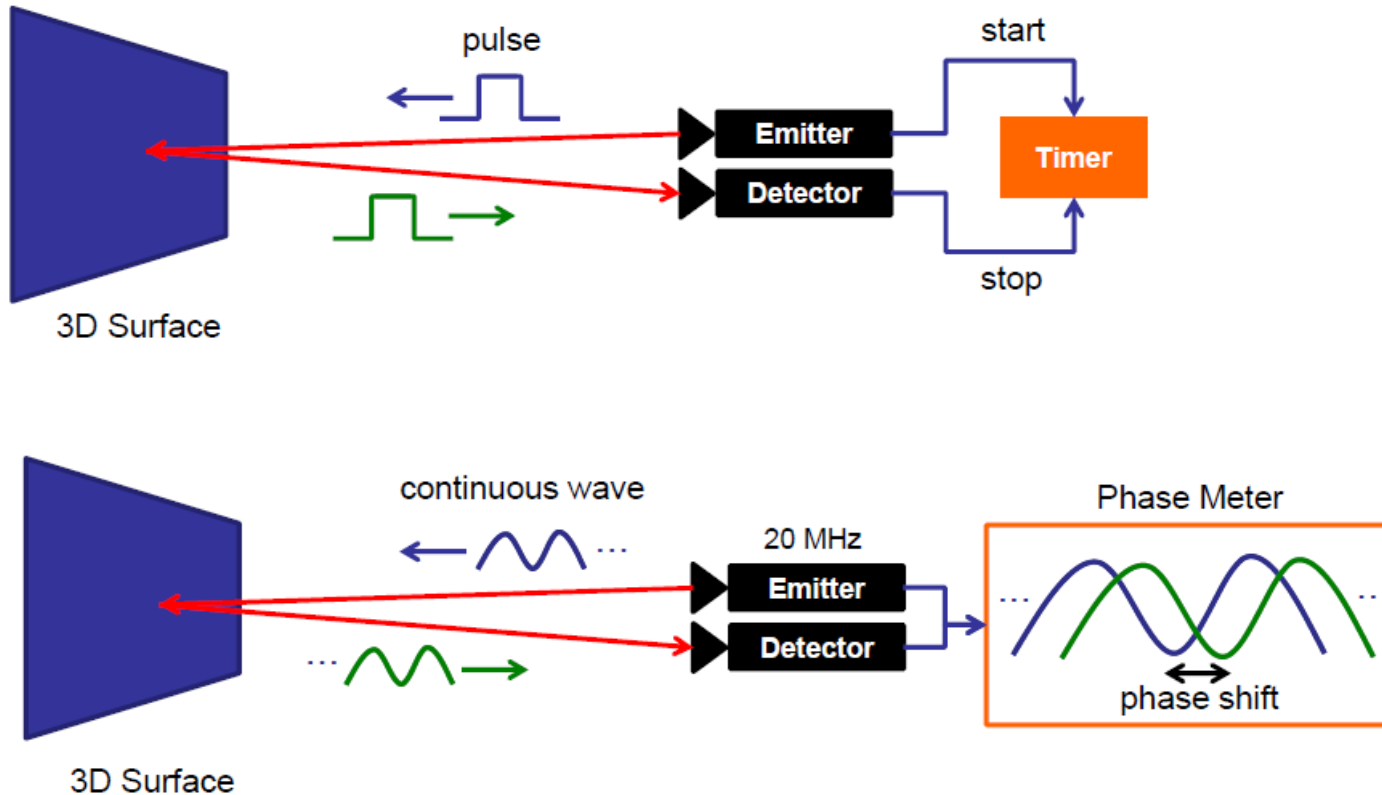 pulse
start
Emitter
Timer
Detector
stop
3D Surface
continuous wave
Phase Meter
20 MHz
...
Emitter
...
...
Detector
...
phase shift
3D Surface